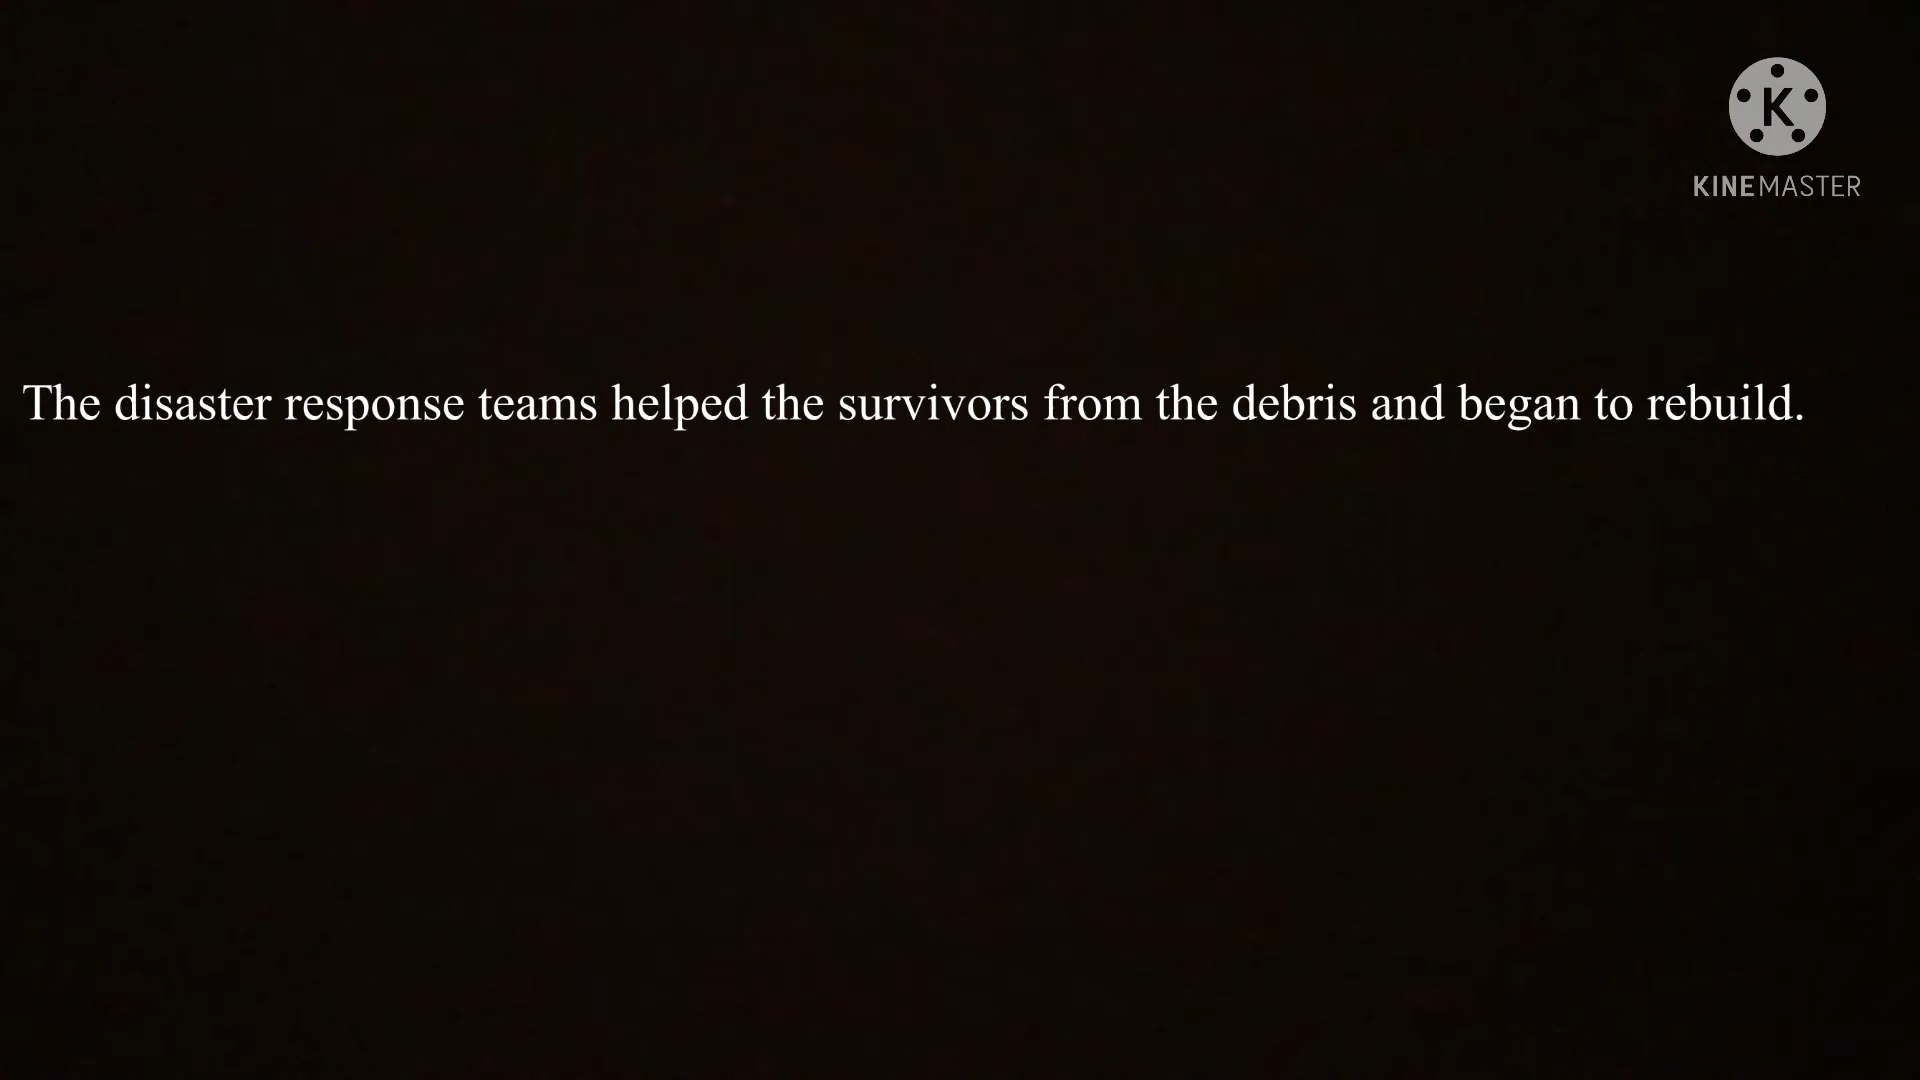 K
KINEMASTER
The disaster response teams helped the survivors from the debris and began to rebuild.